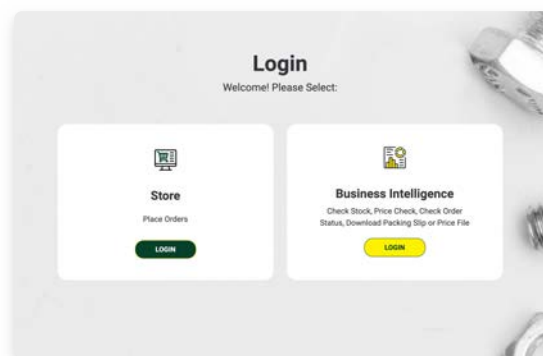 Login
Welcome! Please Select:
Store
Place Orders
LOGIN
Business Intelligence
Check Stock, Price Check, Check Order
Status, Download Packing Slip or Price File
LOGIN